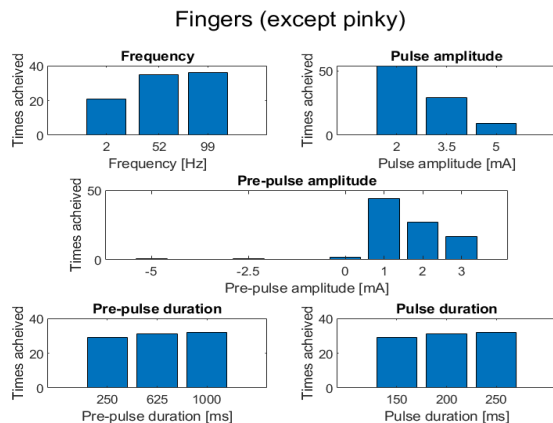 Fingers (except pinky)
Frequency
Times acheived
40
20
0
2 52 99
Frequency [Hz]
Pulse amplitude
Times acheived
50
0
2 3.5 5
Pulse amplitude [mA]
Pre-pulse amplitude
Times acheived
50
0
-5 -2.5 0 1 2 3
Pre-pulse amplitude [mA]
Pre-pulse duration
Times acheived
40
20
0
250 625 1000
Pre-pulse duration [ms]
Pulse duration
Times acheived
40
20
0
150 200 250
Pulse duration [ms]